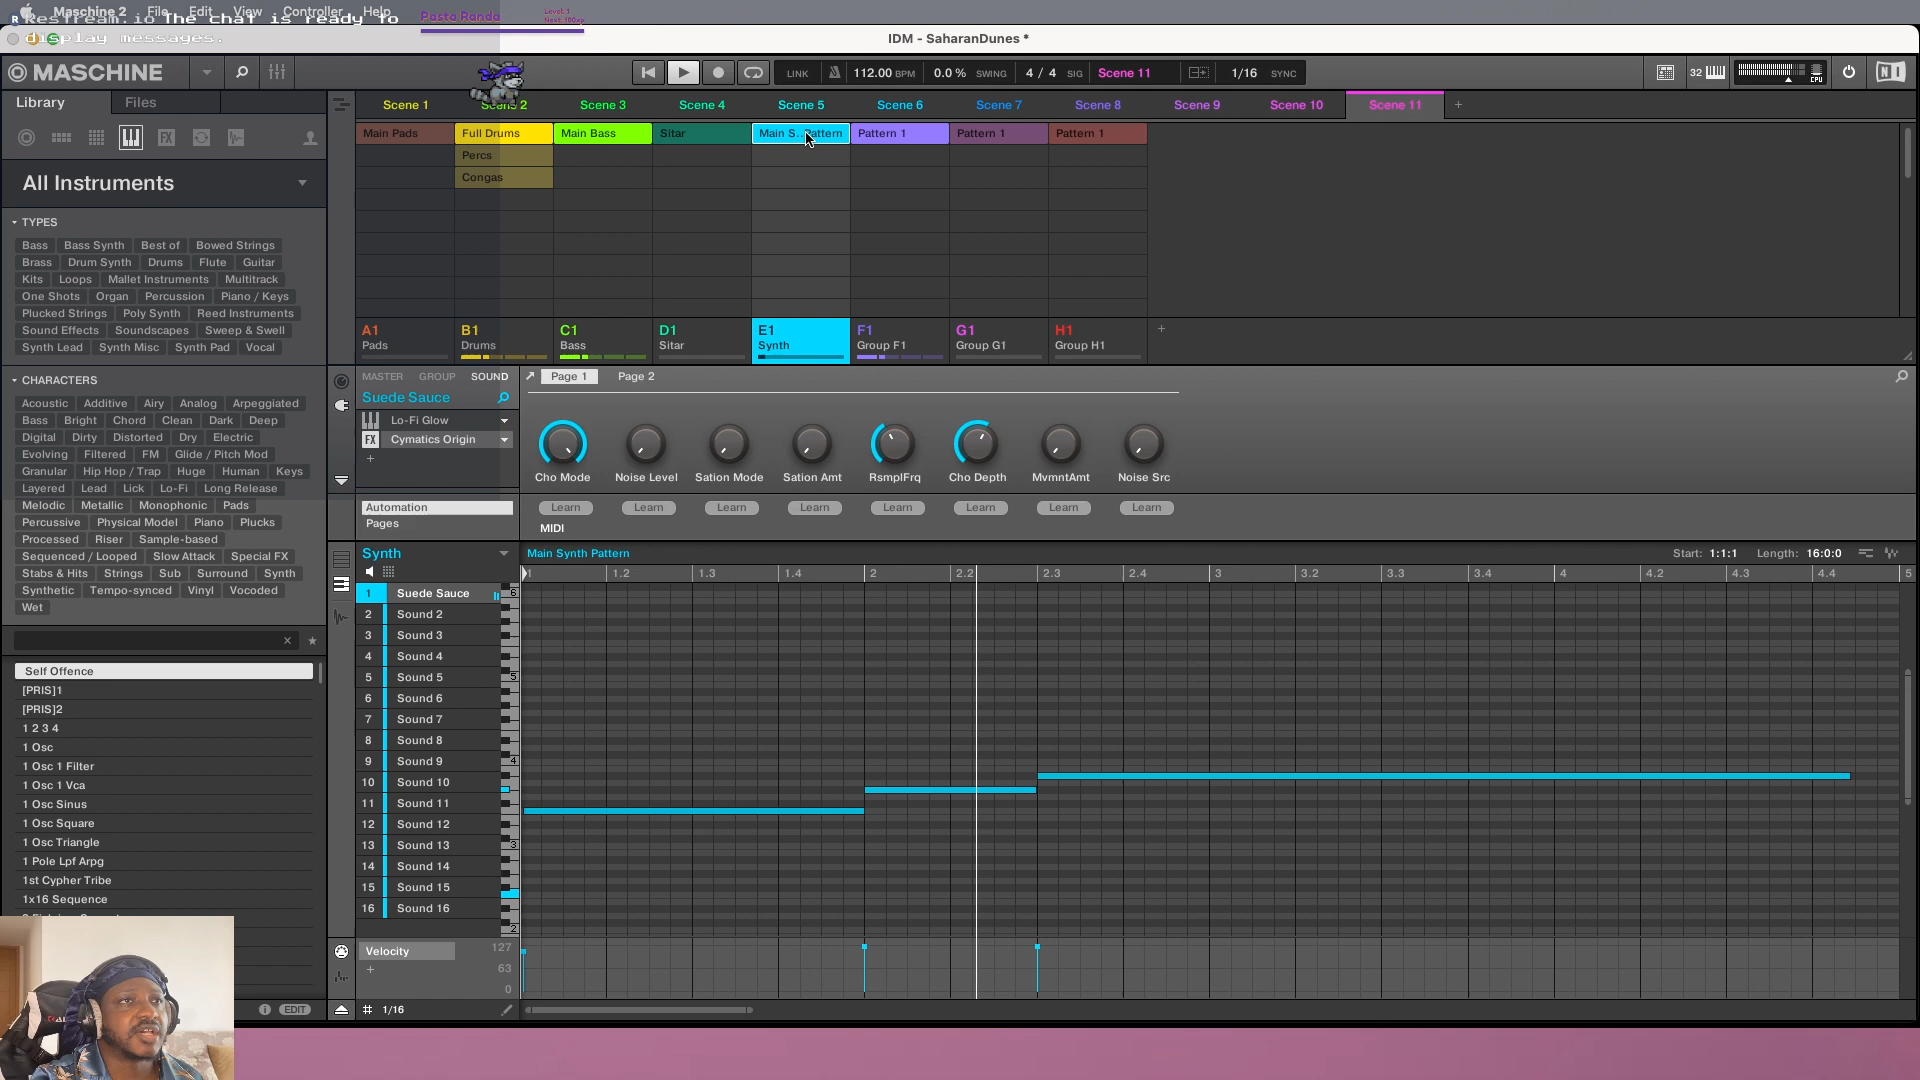 Maschine 2 File Edit View Controller Help
Restream.io The chat is ready to
display messages.
Pasta Randa
Level: 1
Next: 100xp
IDM - SaharanDunes *
MASCHINE
LINK 112.00 BPM 0.0 % SWING 4 / 4 SIG Scene 11 1/16 SYNC
32
CPU
Library Files
Scene 1 Scene 2 Scene 3 Scene 4 Scene 5 Scene 6 Scene 7 Scene 8 Scene 9 Scene 10 Scene 11 +
Main Pads Full Drums Main Bass Sitar Main S...Pattern Pattern 1 Pattern 1 Pattern 1
Percs
Congas
All Instruments
TYPES
Bass Bass Synth Best of Bowed Strings
Brass Drum Synth Drums Flute Guitar
Kits Loops Mallet Instruments Multitrack
One Shots Organ Percussion Piano / Keys
Plucked Strings Poly Synth Reed Instruments
Sound Effects Soundscapes Sweep & Swell
Synth Lead Synth Misc Synth Pad Vocal
A1 B1 C1 D1 E1 F1 G1 H1 +
Pads Drums Bass Sitar Synth Group F1 Group G1 Group H1
CHARACTERS
Acoustic Additive Airy Analog Arpeggiated
Bass Bright Chord Clean Dark Deep
Digital Dirty Distorted Dry Electric
Evolving Filtered FM Glide / Pitch Mod
Granular Hip Hop / Trap Huge Human Keys
Layered Lead Lick Lo-Fi Long Release
Melodic Metallic Monophonic Pads
Percussive Physical Model Piano Plucks
Processed Riser Sample-based
Sequenced / Looped Slow Attack Special FX
Stabs & Hits Strings Sub Surround Synth
Synthetic Tempo-synced Vinyl Vocoded
Wet
MASTER GROUP SOUND
Suede Sauce
Lo-Fi Glow
FX Cymatics Origin
+
Automation
Pages
Page 1 Page 2
Cho Mode Noise Level Sation Mode Sation Amt RsmplFrq Cho Depth MvmntAmt Noise Src
Learn Learn Learn Learn Learn Learn Learn Learn
MIDI
Synth
Main Synth Pattern
Start: 1:1:1 Length: 16:0:0
1 1.2 1.3 1.4 2 2.2 2.3 2.4 3 3.2 3.3 3.4 4 4.2 4.3 4.4 5
1 Suede Sauce
2 Sound 2
3 Sound 3
4 Sound 4
5 Sound 5
6 Sound 6
7 Sound 7
8 Sound 8
9 Sound 9
10 Sound 10
11 Sound 11
12 Sound 12
13 Sound 13
14 Sound 14
15 Sound 15
16 Sound 16
6
5
4
3
2
Self Offence
[PRIS]1
[PRIS]2
1 2 3 4
1 Osc
1 Osc 1 Filter
1 Osc 1 Vca
1 Osc Sinus
1 Osc Square
1 Osc Triangle
1 Pole Lpf Arpg
1st Cypher Tribe
1x16 Sequence
Velocity 127
+ 63
0
EDIT
# 1/16